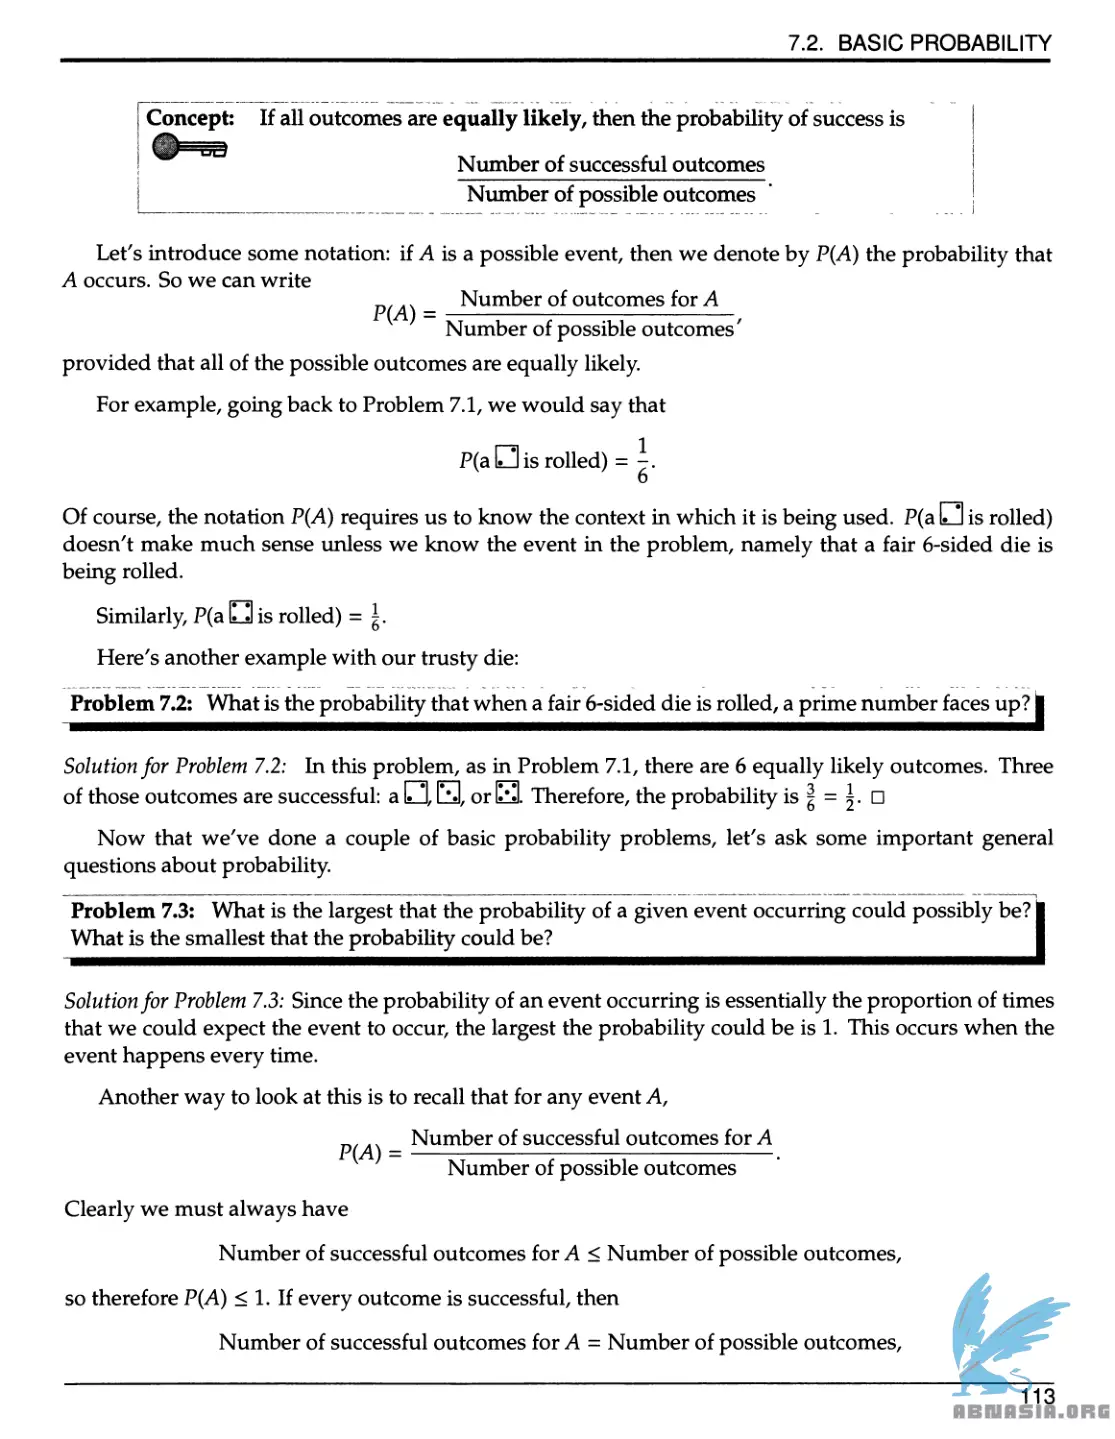 7.2. BASIC PROBABILITY
Concept: If all outcomes are equally likely, then the probability of success is
Number of successful outcomes
Number of possible outcomes .
Let's introduce some notation: if A is a possible event, then we denote by P(A) the probability that
A occurs. So we can write
P(A) = Number of outcomes for A
Number of possible outcomes ,
provided that all of the possible outcomes are equally likely.
For example, going back to Problem 7.1, we would say that
P(a ⚁ is rolled) = 1/6.
Of course, the notation P(A) requires us to know the context in which it is being used. P(a ⚁ is rolled)
doesn't make much sense unless we know the event in the problem, namely that a fair 6-sided die is
being rolled.
Similarly, P(a ⚃ is rolled) = 1/6.
Here's another example with our trusty die:
Problem 7.2: What is the probability that when a fair 6-sided die is rolled, a prime number faces up?
Solution for Problem 7.2: In this problem, as in Problem 7.1, there are 6 equally likely outcomes. Three
of those outcomes are successful: a ⚁, ⚂, or ⚄. Therefore, the probability is 3/6 = 1/2. □
Now that we've done a couple of basic probability problems, let's ask some important general
questions about probability.
Problem 7.3: What is the largest that the probability of a given event occurring could possibly be?
What is the smallest that the probability could be?
Solution for Problem 7.3: Since the probability of an event occurring is essentially the proportion of times
that we could expect the event to occur, the largest the probability could be is 1. This occurs when the
event happens every time.
Another way to look at this is to recall that for any event A,
P(A) = Number of successful outcomes for A
Number of possible outcomes .
Clearly we must always have
Number of successful outcomes for A ≤ Number of possible outcomes,
so therefore P(A) ≤ 1. If every outcome is successful, then
Number of successful outcomes for A = Number of possible outcomes,
113
ABNASIA.ORG